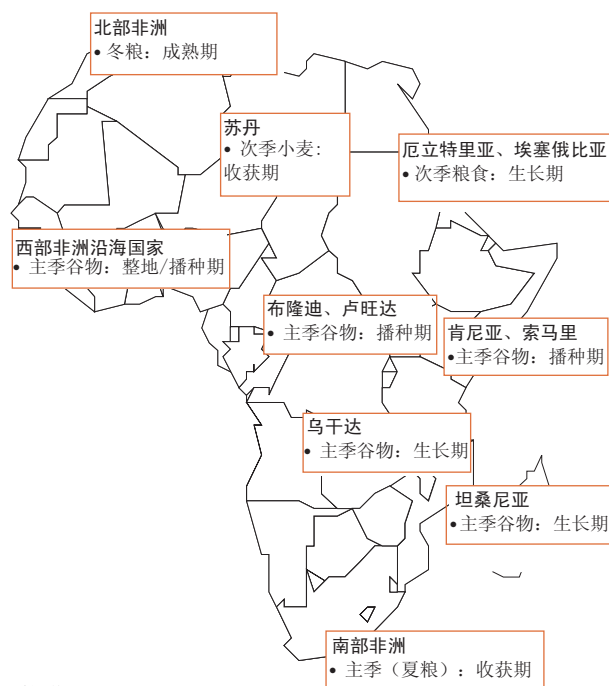 北部非洲
• 冬粮：成熟期
苏丹
• 次季小麦：
收获期
厄立特里亚、埃塞俄比亚
• 次季粮食：生长期
西部非洲沿海国家
• 主季谷物：整地/播种期
布隆迪、卢旺达
• 主季谷物：播种期
肯尼亚、索马里
• 主季谷物：播种期
乌干达
• 主季谷物：生长期
坦桑尼亚
• 主季谷物：生长期
南部非洲
• 主季（夏粮）：收获期